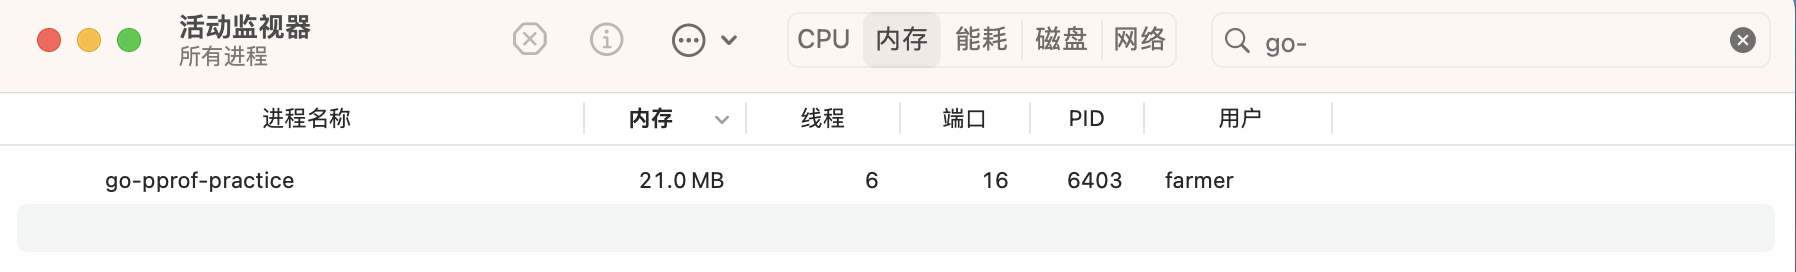 活动监视器
所有进程
CPU 内存 能耗 磁盘 网络
go-
进程名称 内存 线程 端口 PID 用户
go-pprof-practice 21.0 MB 6 16 6403 farmer